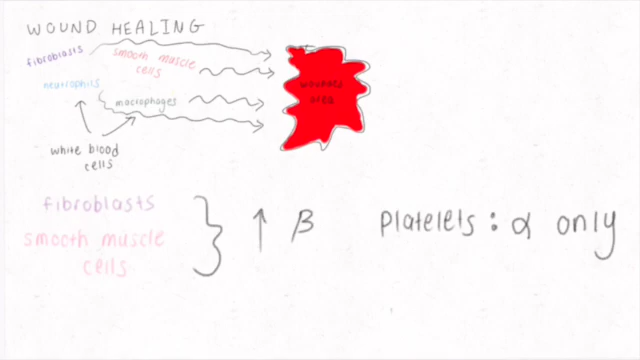 WOUND HEALING
fibroblasts
smooth muscle
cells
neutrophils
macrophages
wounded
area
white blood
cells
fibroblasts
smooth muscle
cells
↑ β
Platelets: α only